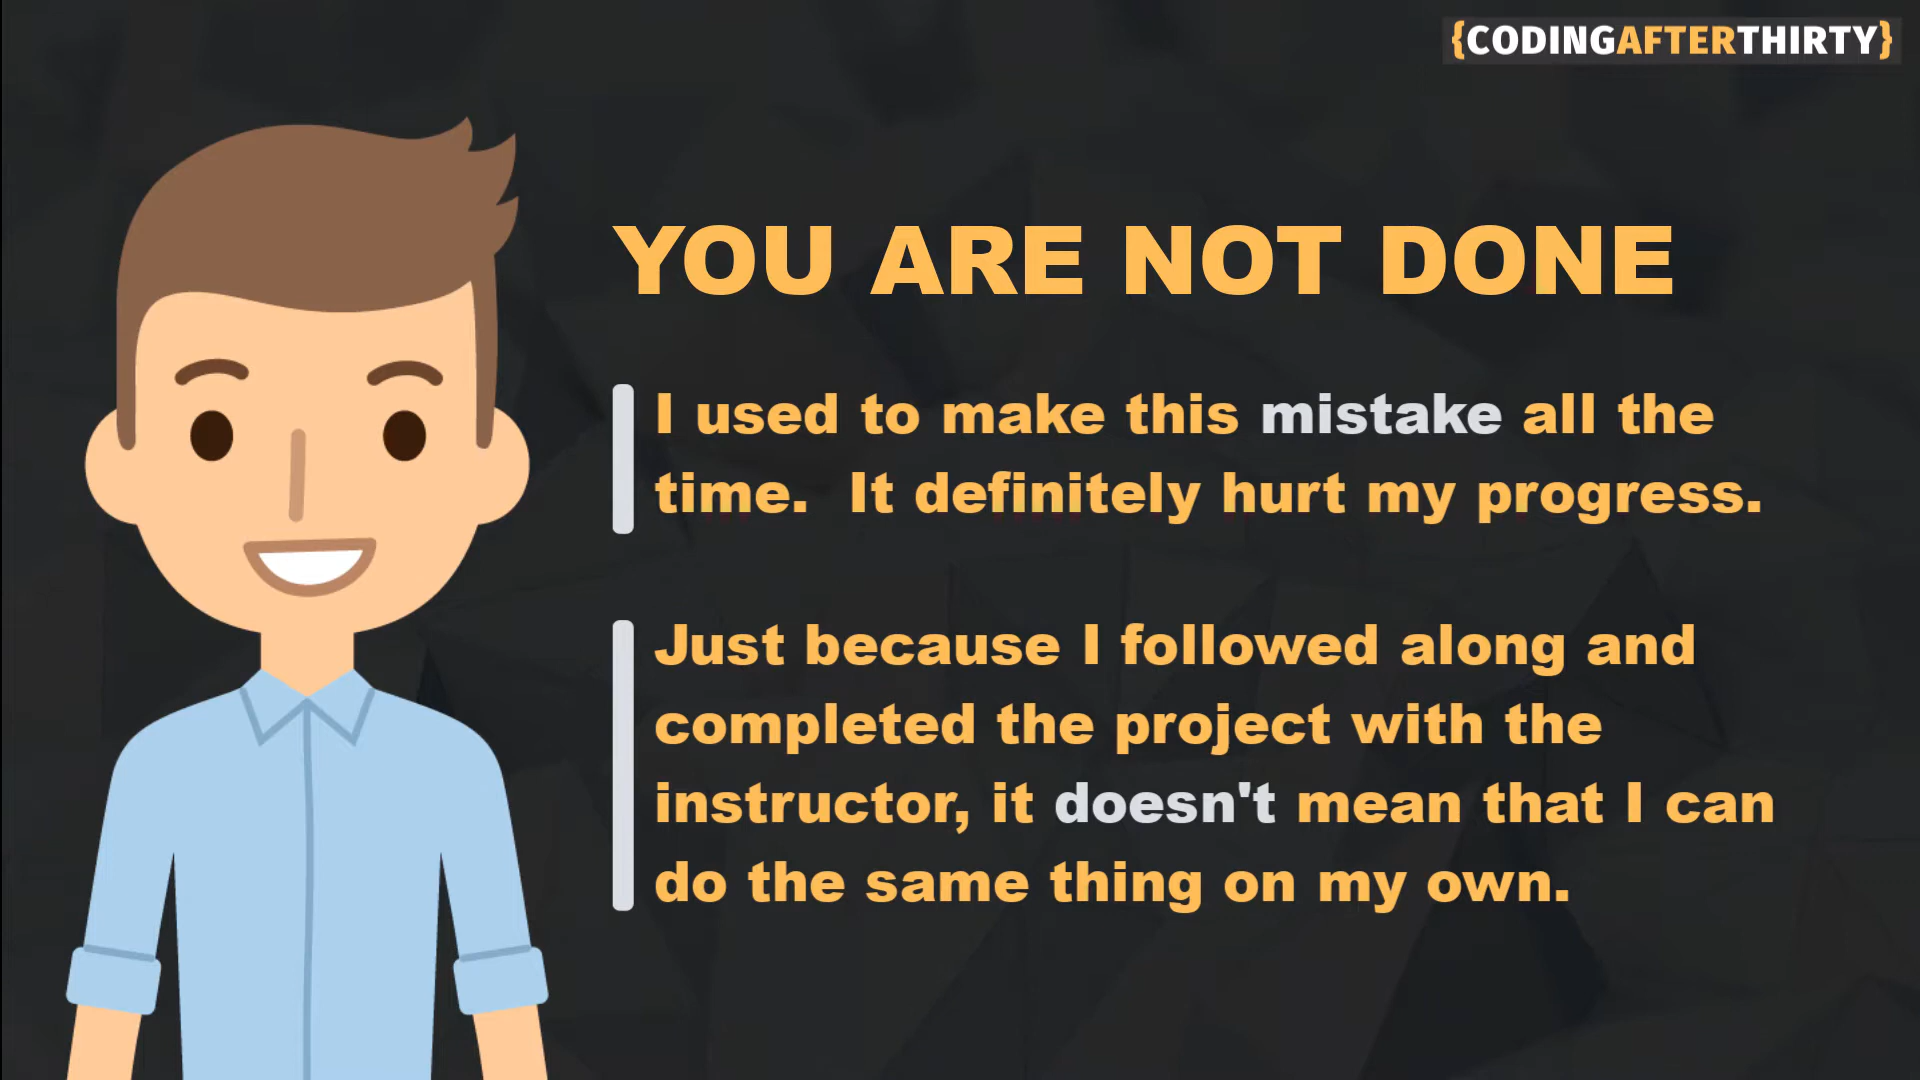 {CODINGAFTERTHIRTY}
YOU ARE NOT DONE
I used to make this mistake all the
time.  It definitely hurt my progress.
Just because I followed along and
completed the project with the
instructor, it doesn't mean that I can
do the same thing on my own.